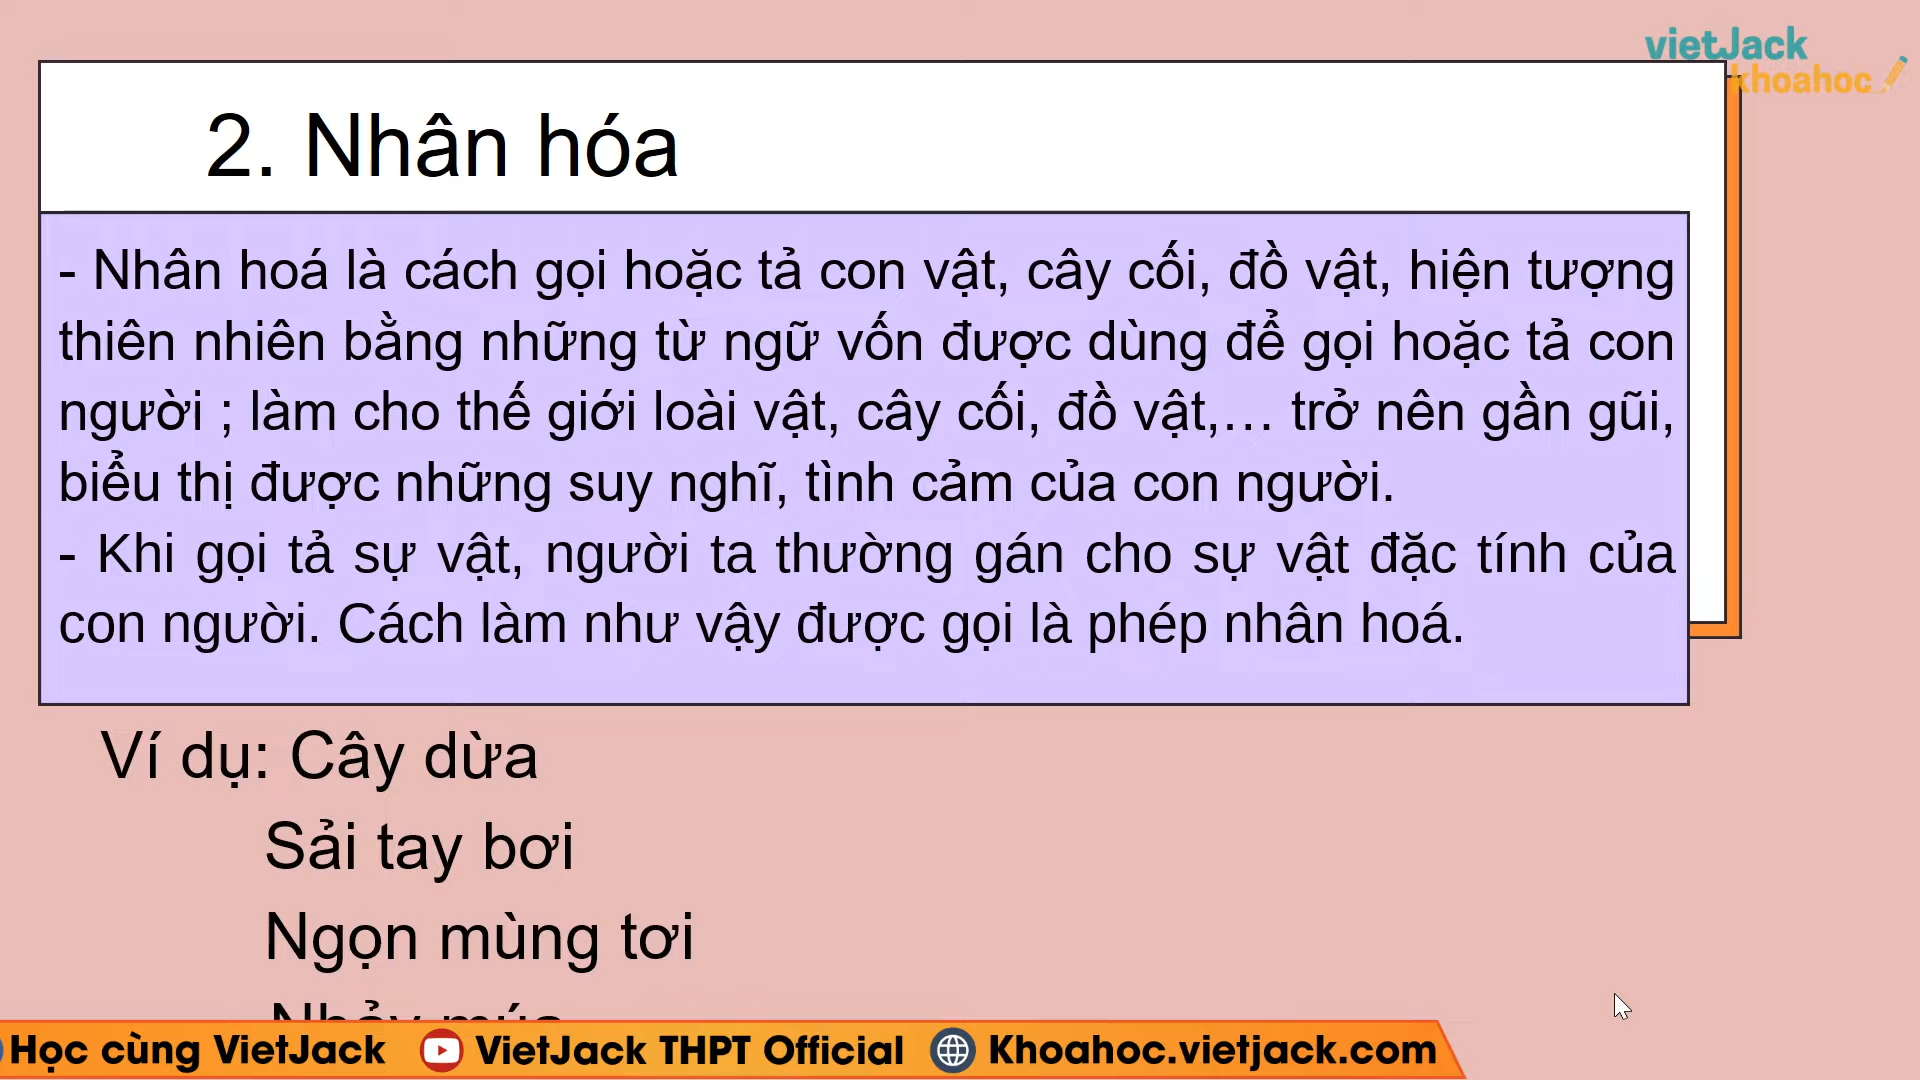 vietJack
khoahoc
2. Nhân hóa
- Nhân hoá là cách gọi hoặc tả con vật, cây cối, đồ vật, hiện tượng
thiên nhiên bằng những từ ngữ vốn được dùng để gọi hoặc tả con
người ; làm cho thế giới loài vật, cây cối, đồ vật,… trở nên gần gũi,
biểu thị được những suy nghĩ, tình cảm của con người.
- Khi gọi tả sự vật, người ta thường gán cho sự vật đặc tính của
con người. Cách làm như vậy được gọi là phép nhân hoá.
Ví dụ: Cây dừa
Sải tay bơi
Ngọn mùng tơi
Nhảy múa
Học cùng VietJack VietJack THPT Official Khoahoc.vietjack.com